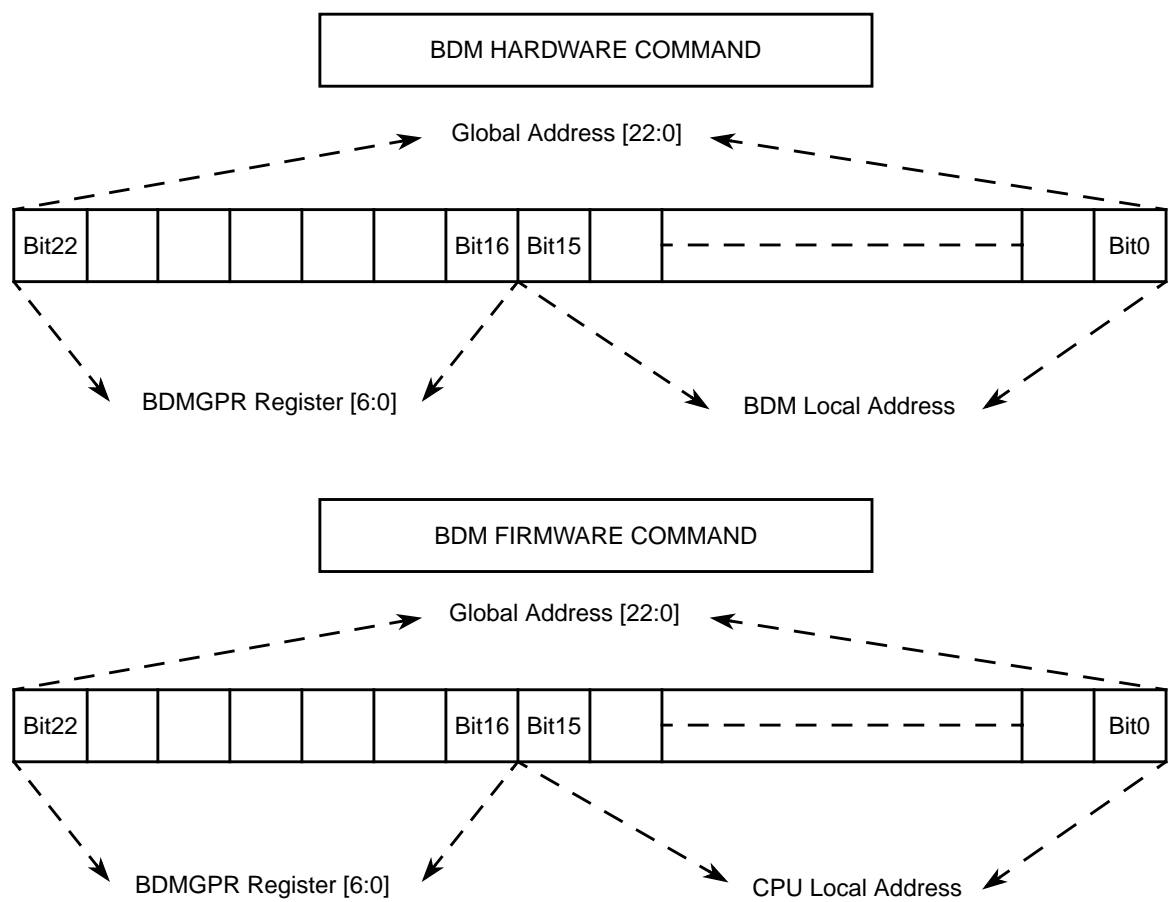 BDM HARDWARE COMMAND
Global Address [22:0]
Bit22 Bit16 Bit15 Bit0
BDMGPR Register [6:0] BDM Local Address
BDM FIRMWARE COMMAND
Global Address [22:0]
Bit22 Bit16 Bit15 Bit0
BDMGPR Register [6:0] CPU Local Address